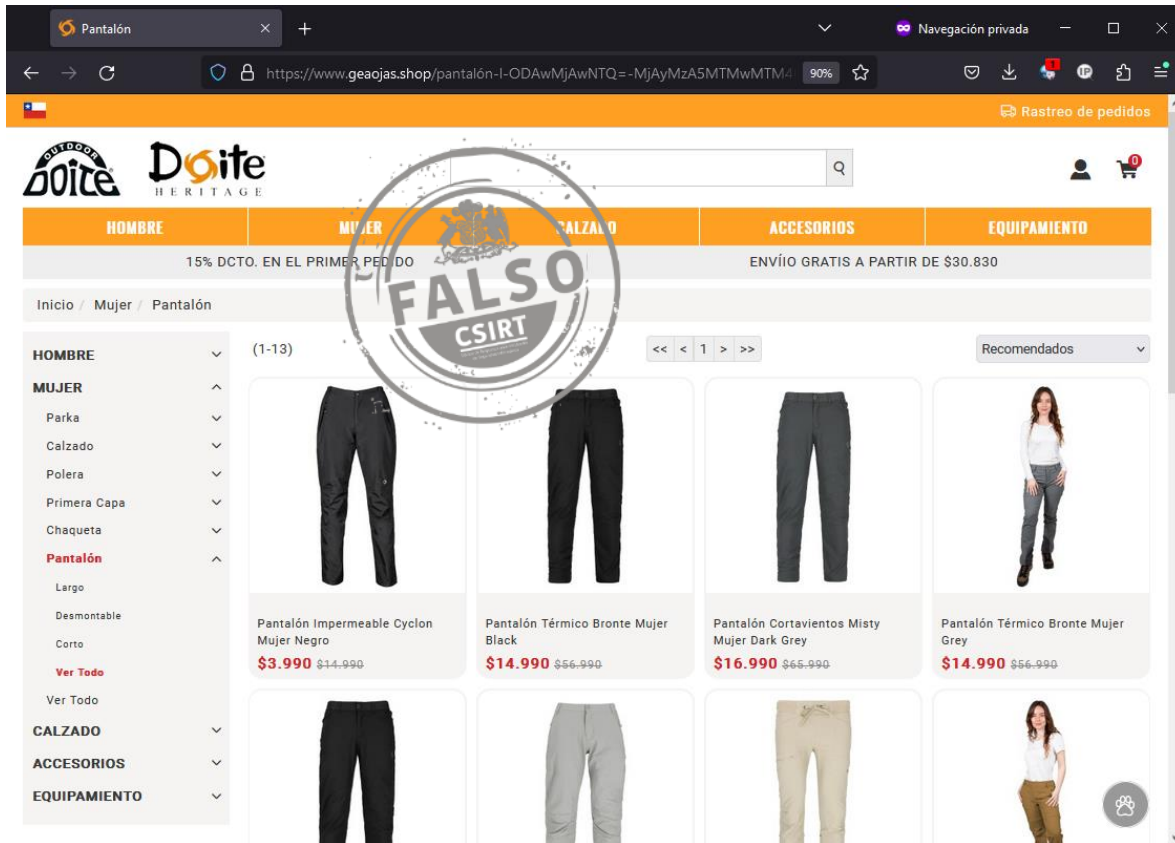 Pantalón
Navegación privada
https://www.geaojas.shop/pantalón-l-ODAwMjAwNTQ=-MjAyMzA5MTMwMTM4
90%
1
IP
Rastreo de pedidos
OUTDOOR
DOITE
Doite
HERITAGE
0
HOMBRE
MUJER
CALZADO
ACCESORIOS
EQUIPAMIENTO
15% DCTO. EN EL PRIMER PEDIDO
ENVÍIO GRATIS A PARTIR DE $30.830
FALSO
CSIRT
Inicio / Mujer / Pantalón
HOMBRE
MUJER
Parka
Calzado
Polera
Primera Capa
Chaqueta
Pantalón
Largo
Desmontable
Corto
Ver Todo
Ver Todo
CALZADO
ACCESORIOS
EQUIPAMIENTO
(1-13)
<< < 1 > >>
Recomendados
Pantalón Impermeable Cyclon
Mujer Negro
$3.990 $14.990
Pantalón Térmico Bronte Mujer
Black
$14.990 $56.990
Pantalón Cortavientos Misty
Mujer Dark Grey
$16.990 $65.990
Pantalón Térmico Bronte Mujer
Grey
$14.990 $56.990